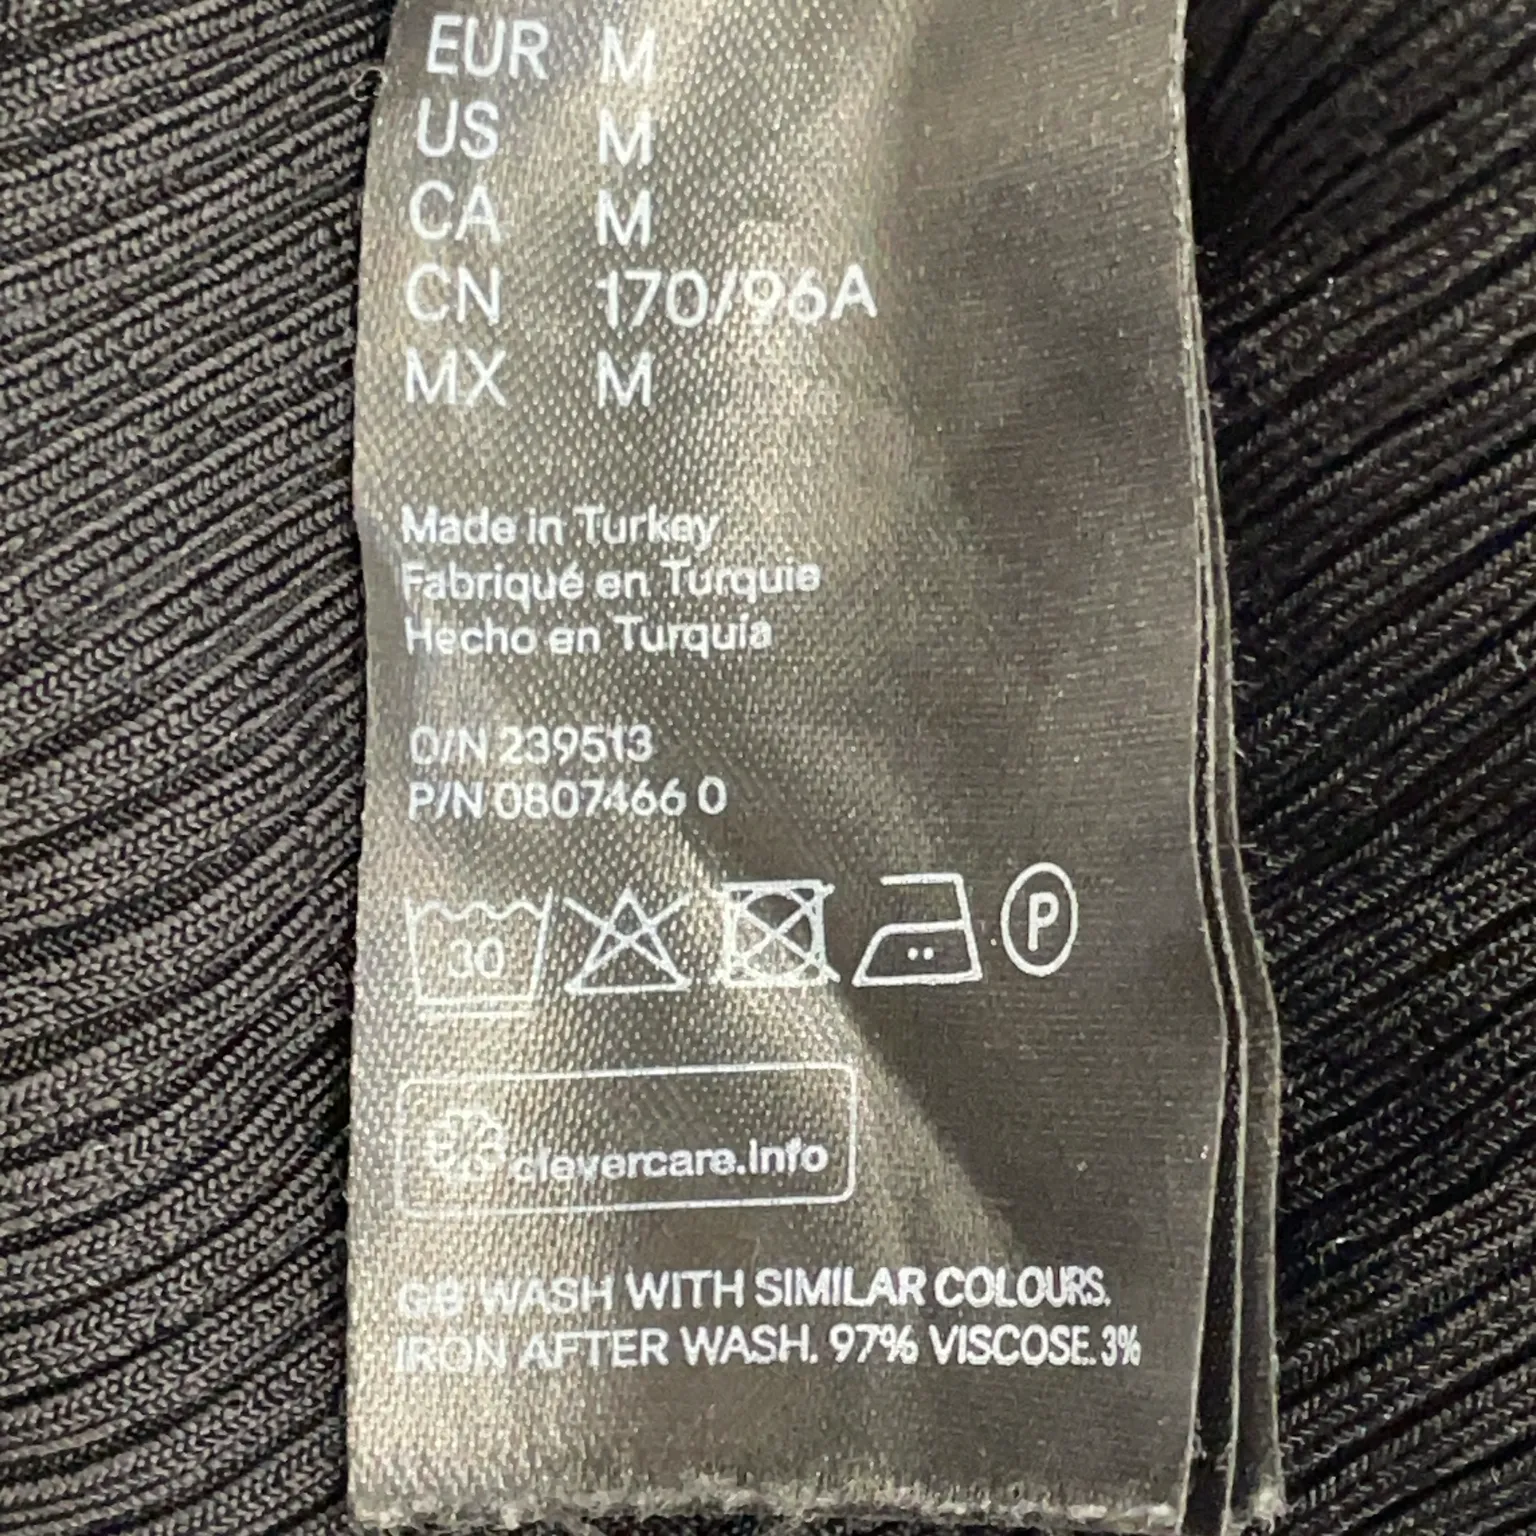 EUR M
US M
CA M
CN 170/96A
MX M
Made in Turkey
Fabriqué en Turquie
Hecho en Turquia
O/N 239513
P/N 0807466 0
30
P
clevercare.info
GB WASH WITH SIMILAR COLOURS.
IRON AFTER WASH. 97% VISCOSE. 3%